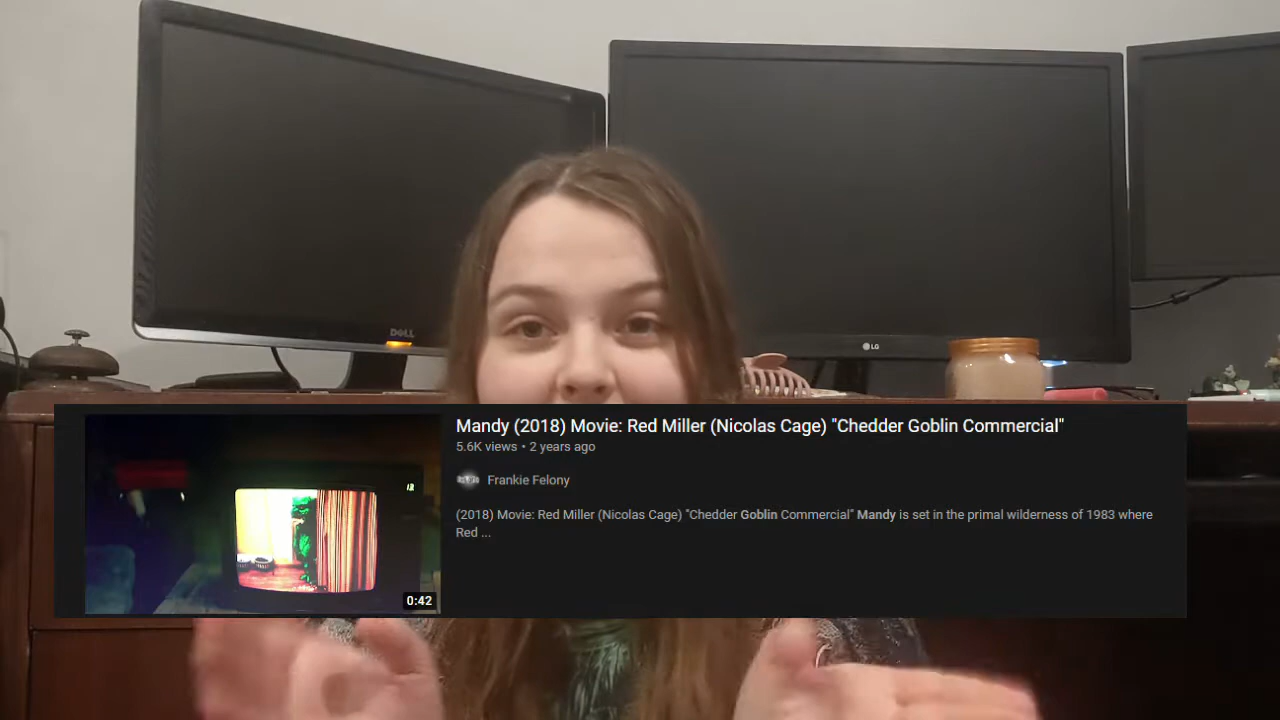 DELL
LG
Mandy (2018) Movie: Red Miller (Nicolas Cage) "Chedder Goblin Commercial"
5.6K views • 2 years ago
Frankie Felony
(2018) Movie: Red Miller (Nicolas Cage) "Chedder Goblin Commercial" Mandy is set in the primal wilderness of 1983 where
Red ...
0:42